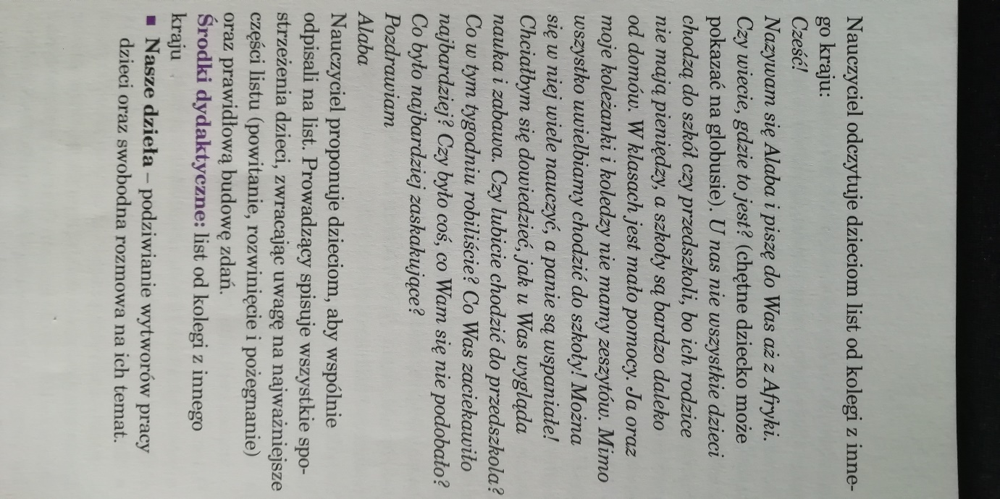 Nauczyciel odczytuje dzieciom list od kolegi z inne-
go kraju:
Cześć!
Nazywam się Alaba i piszę do Was aż z Afryki.
Czy wiecie, gdzie to jest? (chętne dziecko może
pokazać na globusie). U nas nie wszystkie dzieci
chodzą do szkół czy przedszkoli, bo ich rodzice
nie mają pieniędzy, a szkoły są bardzo daleko
od domów. W klasach jest mało pomocy. Ja oraz
moje koleżanki i koledzy nie mamy zeszytów. Mimo
wszystko uwielbiamy chodzić do szkoły! Można
się w niej wiele nauczyć, a panie są wspaniałe!
Chciałbym się dowiedzieć, jak u Was wygląda
nauka i zabawa. Czy lubicie chodzić do przedszkola?
Co w tym tygodniu robiliście? Co Was zaciekawiło
najbardziej? Czy było coś, co Wam się nie podobało?
Co było najbardziej zaskakujące?
Pozdrawiam
Alaba
Nauczyciel proponuje dzieciom, aby wspólnie
odpisali na list. Prowadzący spisuje wszystkie spo-
strzeżenia dzieci, zwracając uwagę na najważniejsze
części listu (powitanie, rozwinięcie i pożegnanie)
oraz prawidłową budowę zdań.
Środki dydaktyczne: list od kolegi z innego
kraju
▪ Nasze dzieła – podziwianie wytworów pracy
dzieci oraz swobodna rozmowa na ich temat.